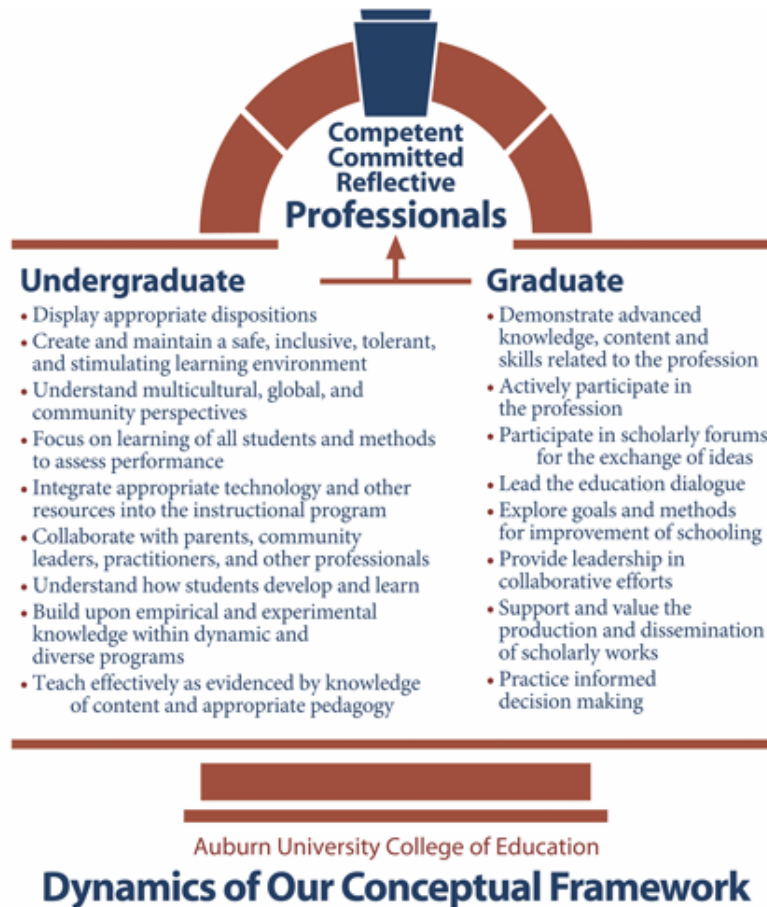 Competent
Committed
Reflective
Professionals
Undergraduate
• Display appropriate dispositions
• Create and maintain a safe, inclusive, tolerant,
and stimulating learning environment
• Understand multicultural, global, and
community perspectives
• Focus on learning of all students and methods
to assess performance
• Integrate appropriate technology and other
resources into the instructional program
• Collaborate with parents, community
leaders, practitioners, and other professionals
• Understand how students develop and learn
• Build upon empirical and experimental
knowledge within dynamic and
diverse programs
• Teach effectively as evidenced by knowledge
of content and appropriate pedagogy
Graduate
• Demonstrate advanced
knowledge, content and
skills related to the profession
• Actively participate in
the profession
• Participate in scholarly forums
for the exchange of ideas
• Lead the education dialogue
• Explore goals and methods
for improvement of schooling
• Provide leadership in
collaborative efforts
• Support and value the
production and dissemination
of scholarly works
• Practice informed
decision making
Auburn University College of Education
Dynamics of Our Conceptual Framework